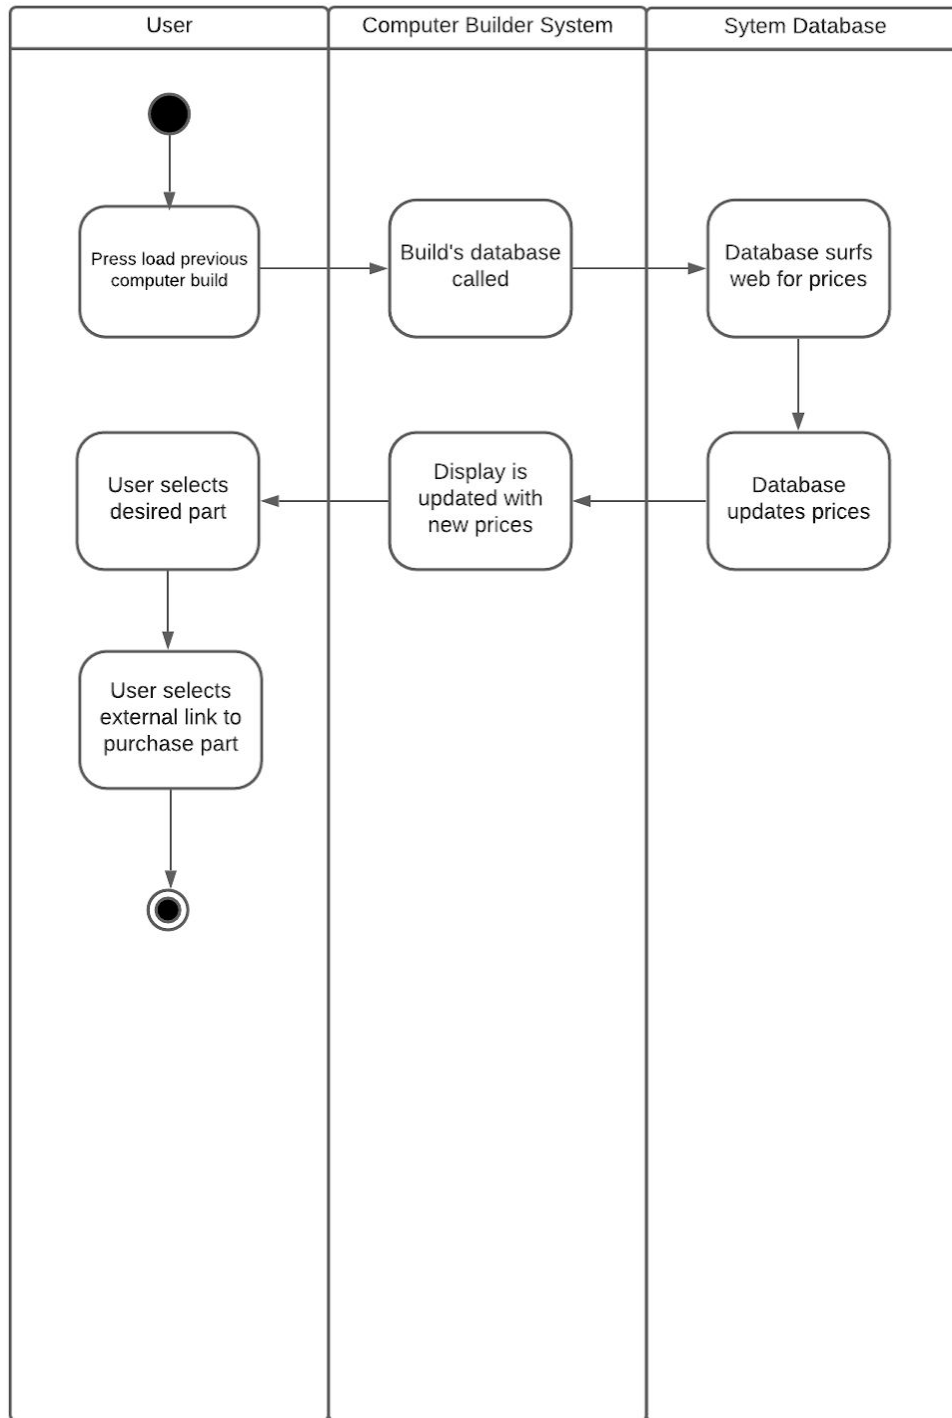 User
Computer Builder System
Sytem Database
Press load previous
computer build
Build's database
called
Database surfs
web for prices
User selects
desired part
Display is
updated with
new prices
Database
updates prices
User selects
external link to
purchase part